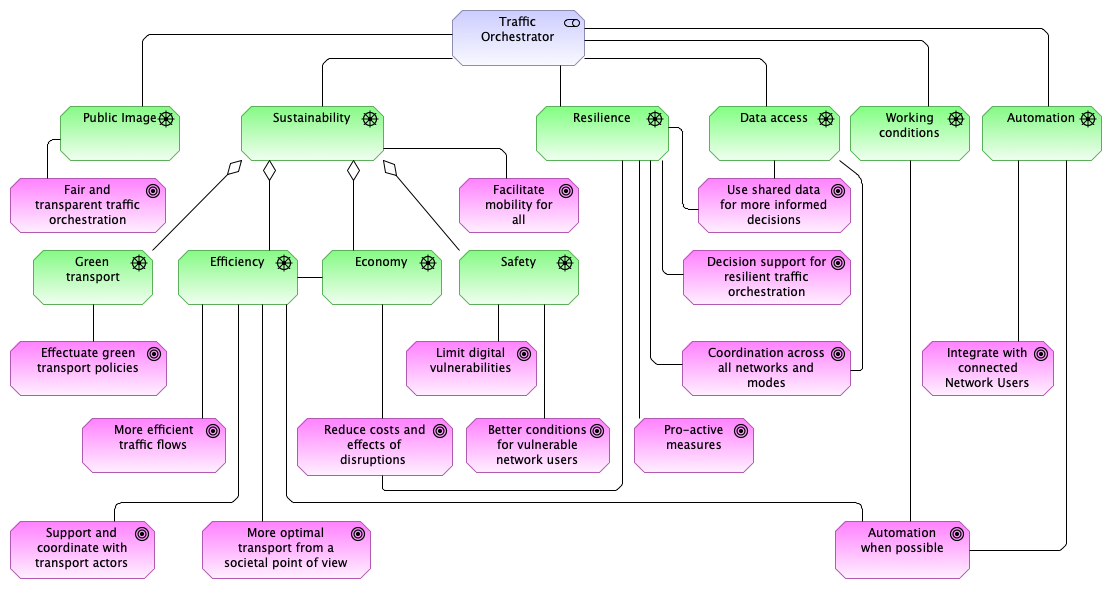 Traffic
Orchestrator
Public Image
Sustainability
Resilience
Data access
Working
conditions
Automation
Fair and
transparent traffic
orchestration
Facilitate
mobility for
all
Use shared data
for more informed
decisions
Green
transport
Efficiency
Economy
Safety
Decision support for
resilient traffic
orchestration
Effectuate green
transport policies
Limit digital
vulnerabilities
Coordination across
all networks and
modes
Integrate with
connected
Network Users
More efficient
traffic flows
Reduce costs and
effects of
disruptions
Better conditions
for vulnerable
network users
Pro-active
measures
Support and
coordinate with
transport actors
More optimal
transport from a
societal point of view
Automation
when possible